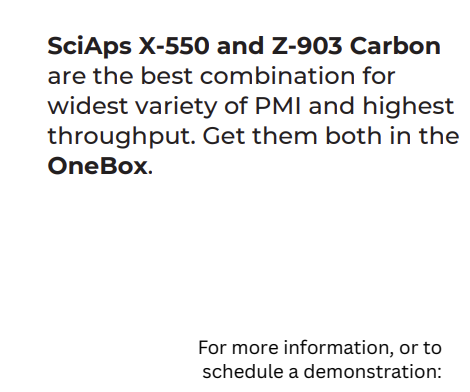 SciAps X-550 and Z-903 Carbon
are the best combination for
widest variety of PMI and highest
throughput. Get them both in the
OneBox.
For more information, or to
schedule a demonstration: